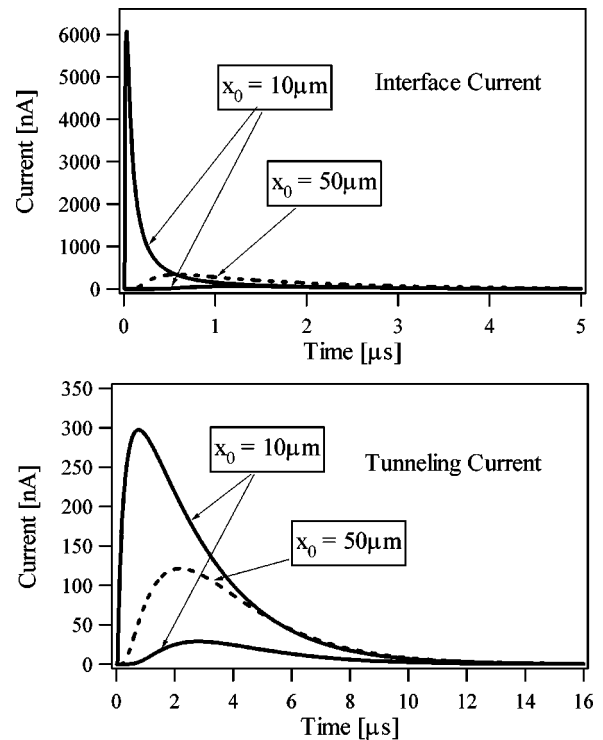 6000
5000
4000
3000
2000
1000
0
Current [nA]
x₀ = 10μm
Interface Current
x₀ = 50μm
0 1 2 3 4 5
Time [μs]
350
300
250
200
150
100
50
0
Current [nA]
x₀ = 10μm
Tunneling Current
x₀ = 50μm
0 2 4 6 8 10 12 14 16
Time [μs]